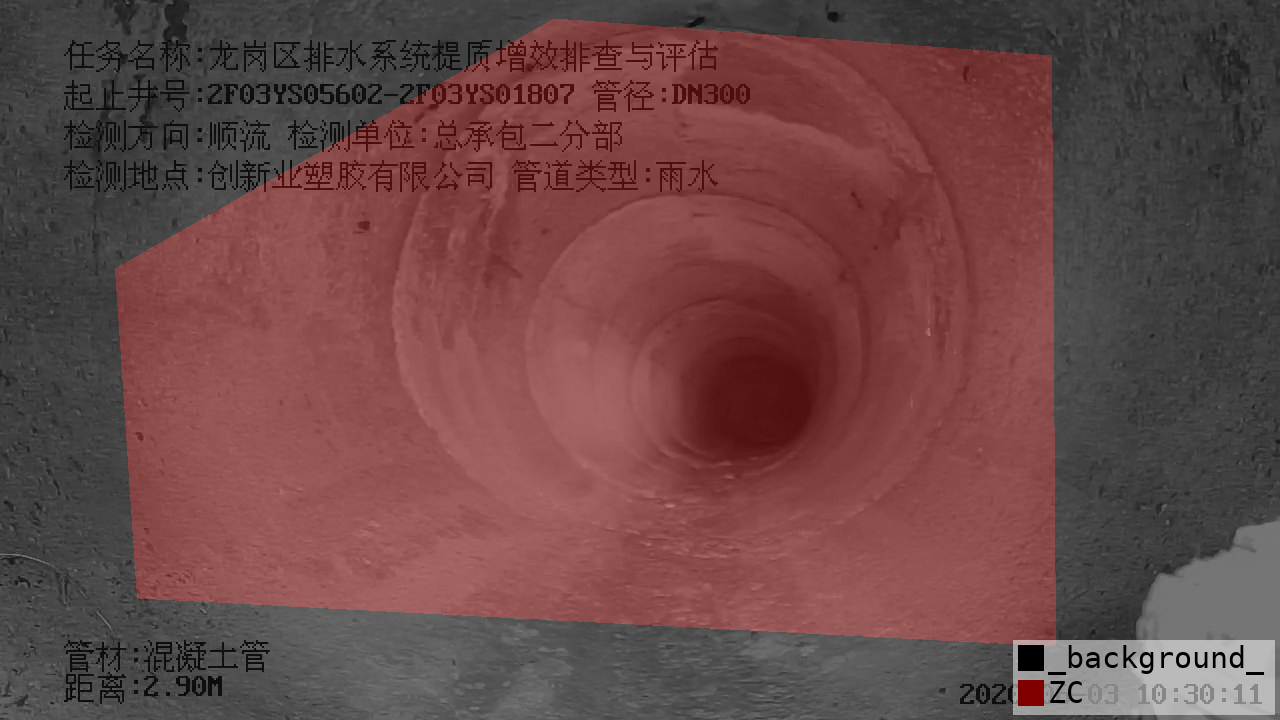 任务名称:龙岗区排水系统提质增效排查与评估
起止井号:ZF03YS05602-ZF03YS01807 管径:DN300
检测方向:顺流 检测单位:总承包二分部
检测地点:创新业塑胶有限公司 管道类型:雨水
管材:混凝土管
距离:2.90M
_background_
ZC
2020 03 10:30:11